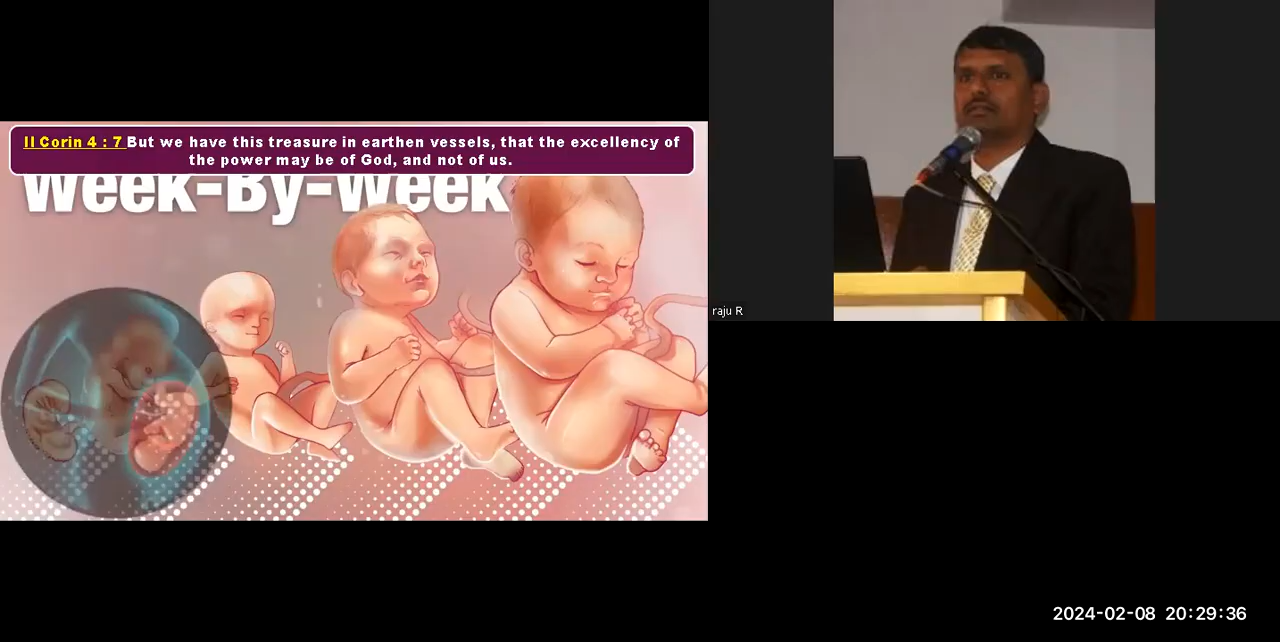 II Corin 4 : 7 But we have this treasure in earthen vessels, that the excellency of
the power may be of God, and not of us.
Week-By-Week
raju R
2024-02-08 20:29:36